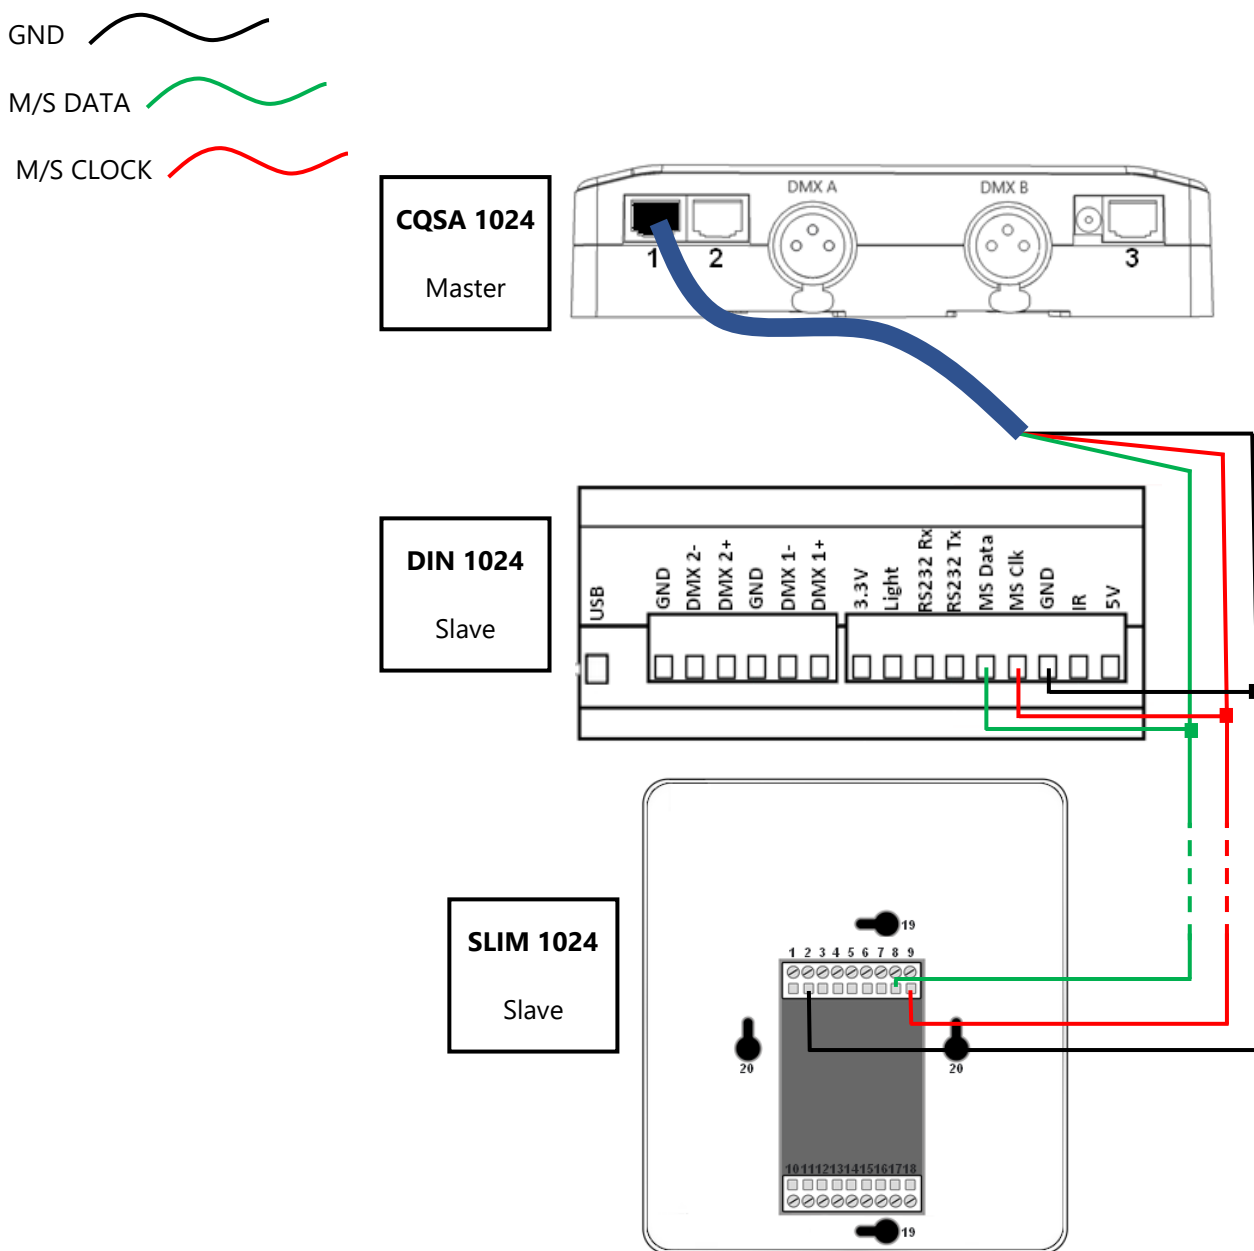 GND
M/S DATA
M/S CLOCK
CQSA 1024
Master
DMX A
DMX B
1
2
3
DIN 1024
Slave
USB
GND
DMX 2-
DMX 2+
GND
DMX 1-
DMX 1+
3.3V
Light
RS232 Rx
RS232 Tx
MS Data
MS Clk
GND
IR
5V
SLIM 1024
Slave
19
1 2 3 4 5 6 7 8 9
20
20
10 11 12 13 14 15 16 17 18
19